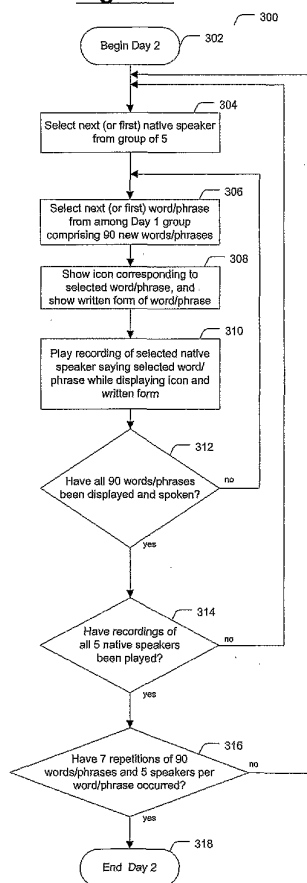 300
Begin Day 2
302
304
Select next (or first) native speaker
from group of 5
306
Select next (or first) word/phrase
from among Day 1 group
comprising 90 new words/phrases
308
Show icon corresponding to
selected word/phrase, and
show written form of word/phrase
310
Play recording of selected native
speaker saying selected word/
phrase while displaying icon and
written form
312
Have all 90 words/phrases
been displayed and spoken?
no
yes
314
Have recordings of
all 5 native speakers
been played?
no
yes
316
Have 7 repetitions of 90
words/phrases and 5 speakers per
word/phrase occurred?
no
yes
318
End Day 2